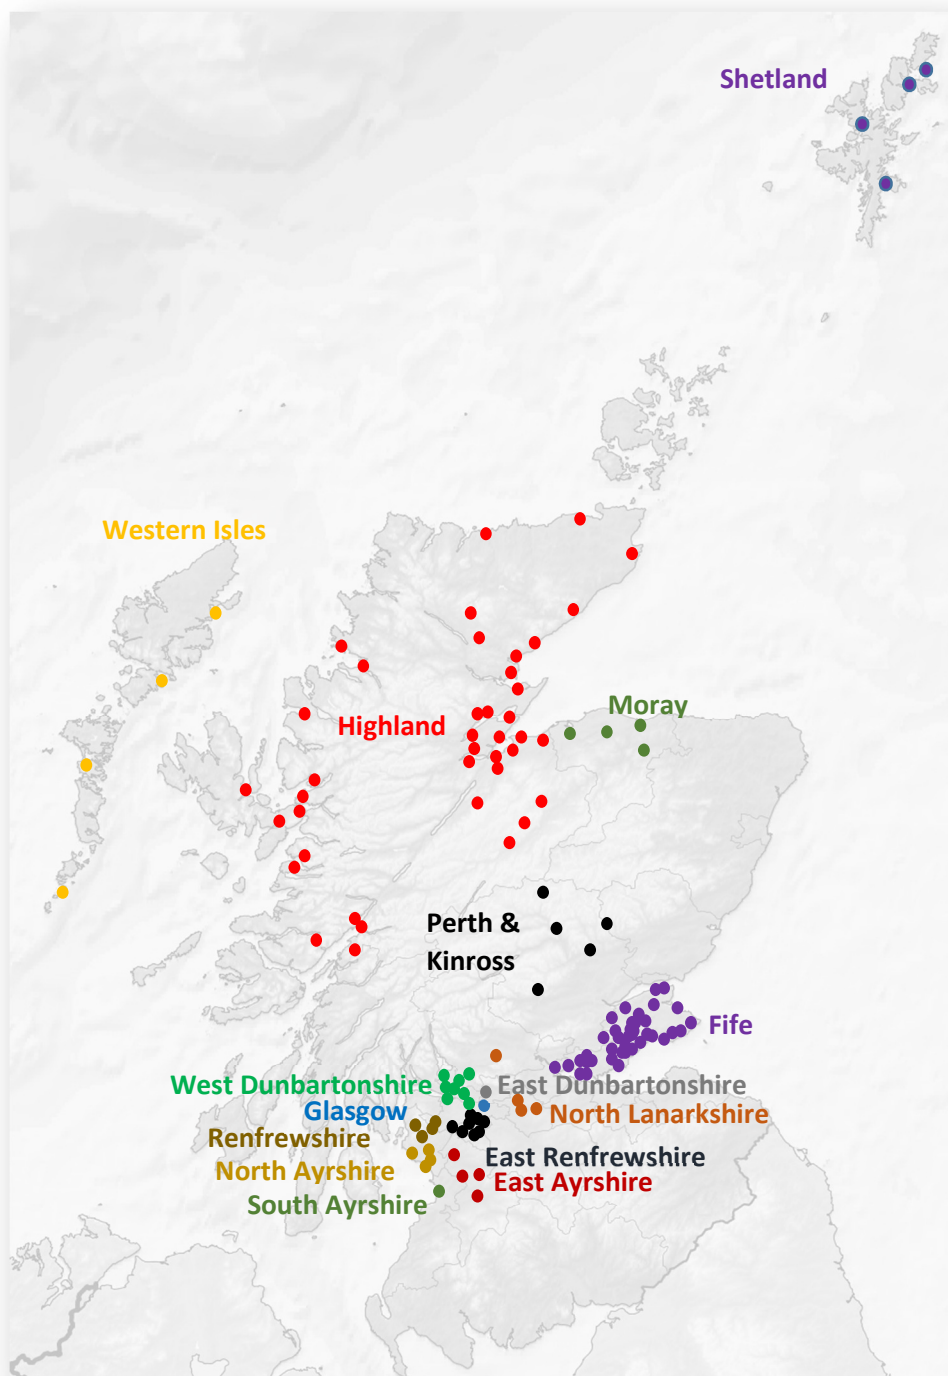 Shetland
Western Isles
Moray
Highland
Perth &
Kinross
Fife
West Dunbartonshire
East Dunbartonshire
Glasgow
North Lanarkshire
Renfrewshire
East Renfrewshire
North Ayrshire
East Ayrshire
South Ayrshire